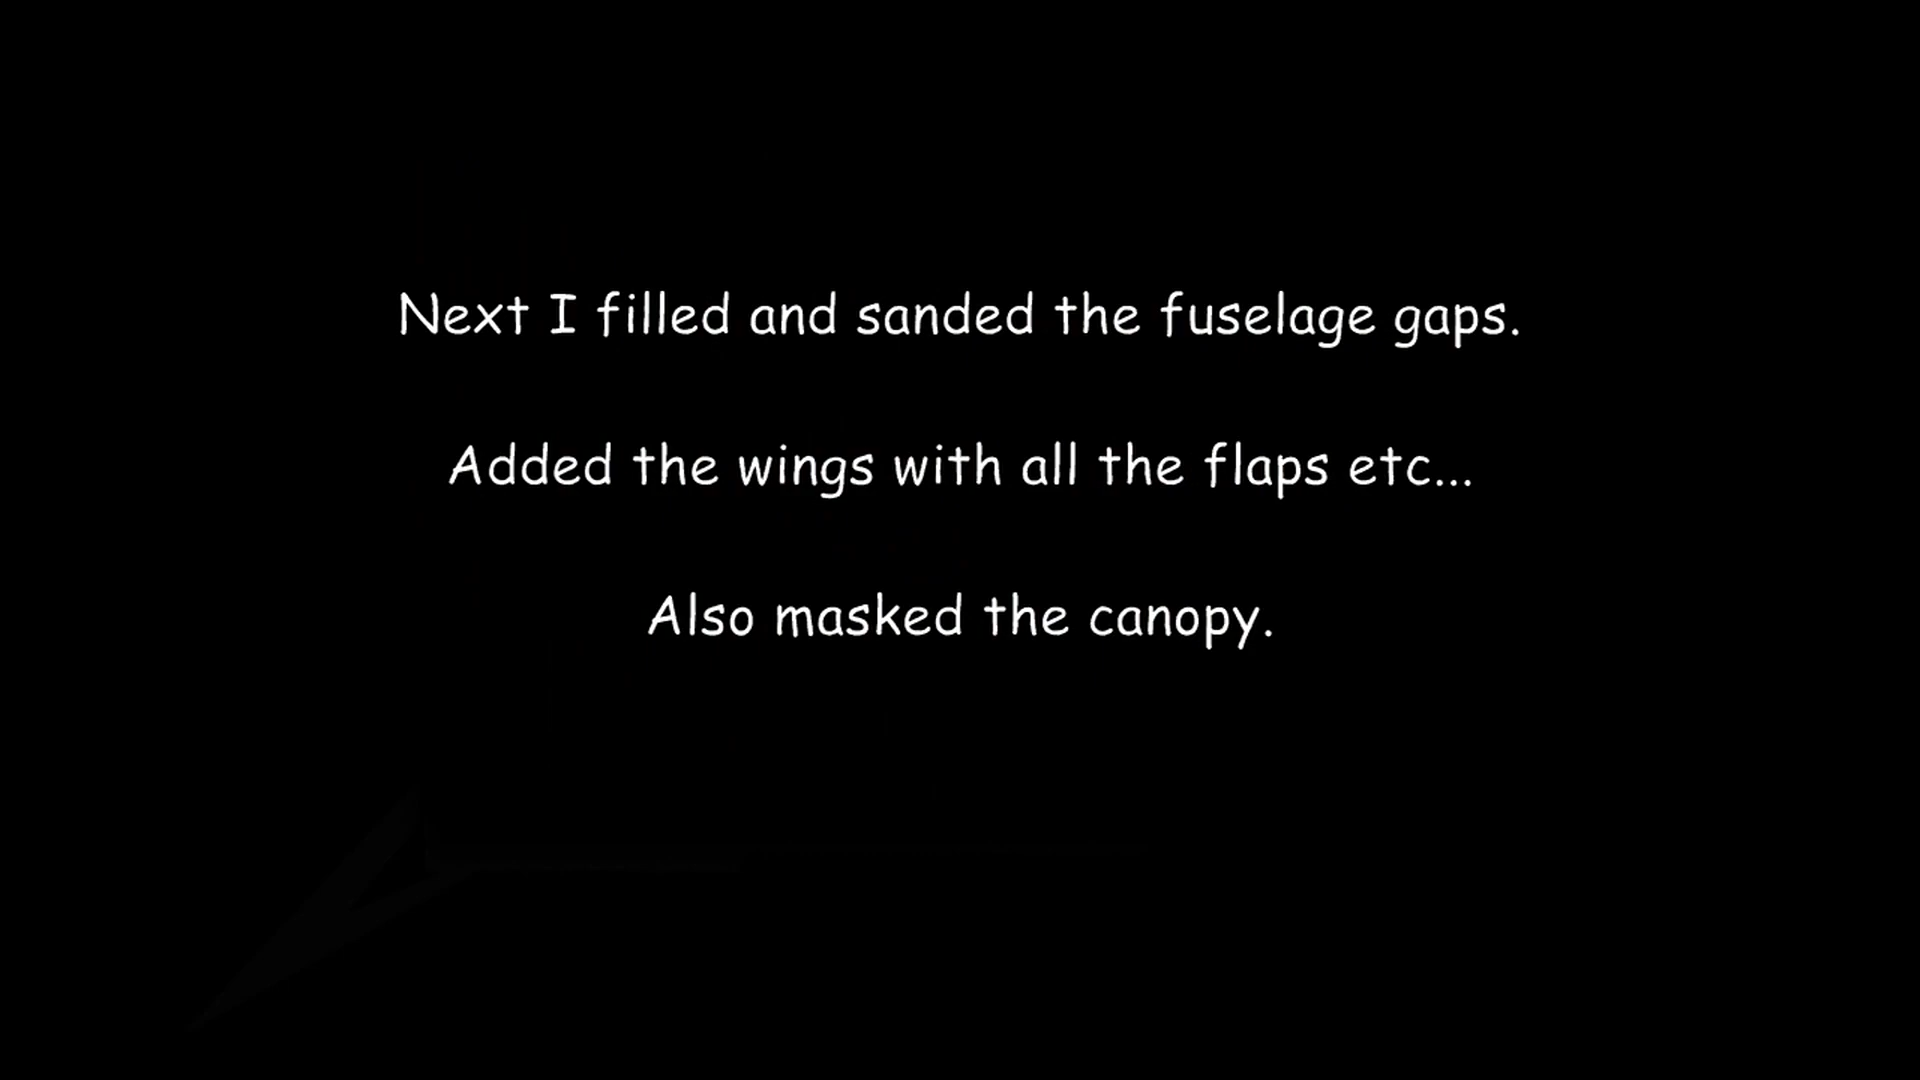 Next I filled and sanded the fuselage gaps.
Added the wings with all the flaps etc...
Also masked the canopy.